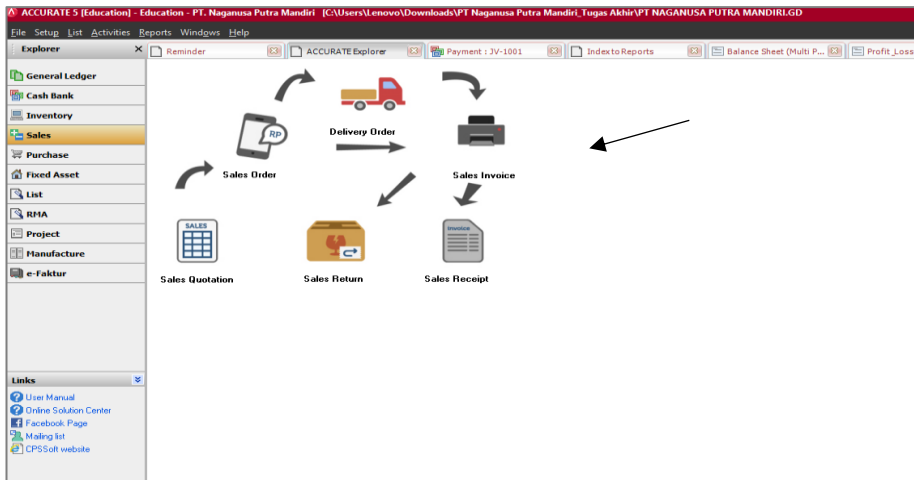 ACCURATE 5 [Education] - Education - PT. Naganusa Putra Mandiri [C:\Users\Lenovo\Downloads\PT Naganusa Putra Mandiri_Tugas Akhir\PT NAGANUSA PUTRA MANDIRI.GD
File Setup List Activities Reports Windows Help
Explorer
Reminder
ACCURATE Explorer
Payment : JV-1001
Index to Reports
Balance Sheet (Multi P...
Profit_Loss
General Ledger
Cash Bank
Inventory
Sales
Purchase
Fixed Asset
List
RMA
Project
Manufacture
e-Faktur
RP
Delivery Order
Sales Order
Sales Invoice
SALES
Invoice
Sales Quotation
Sales Return
Sales Receipt
Links
User Manual
Online Solution Center
Facebook Page
Mailing list
CPSSoft website